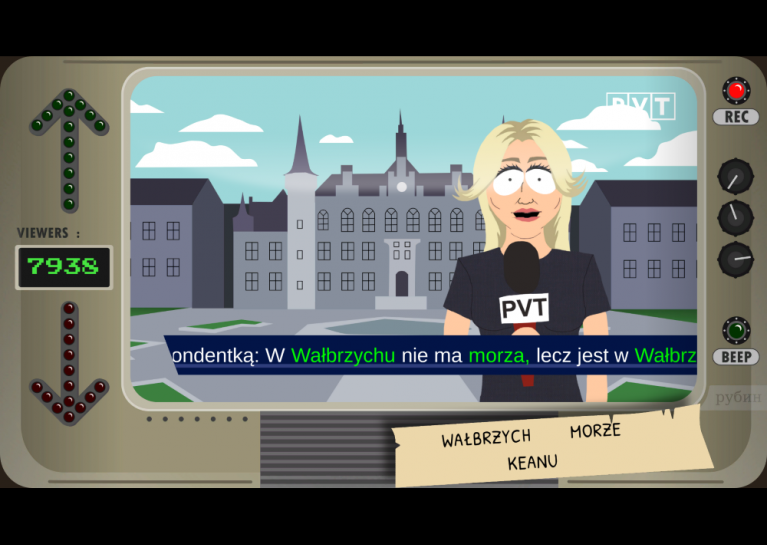 PVT
REC
VIEWERS :
7938
PVT
ondentką: W Wałbrzychu nie ma morza, lecz jest w Wałbrz
BEEP
рубин
WAŁBRZYCH MORZE
KEANU